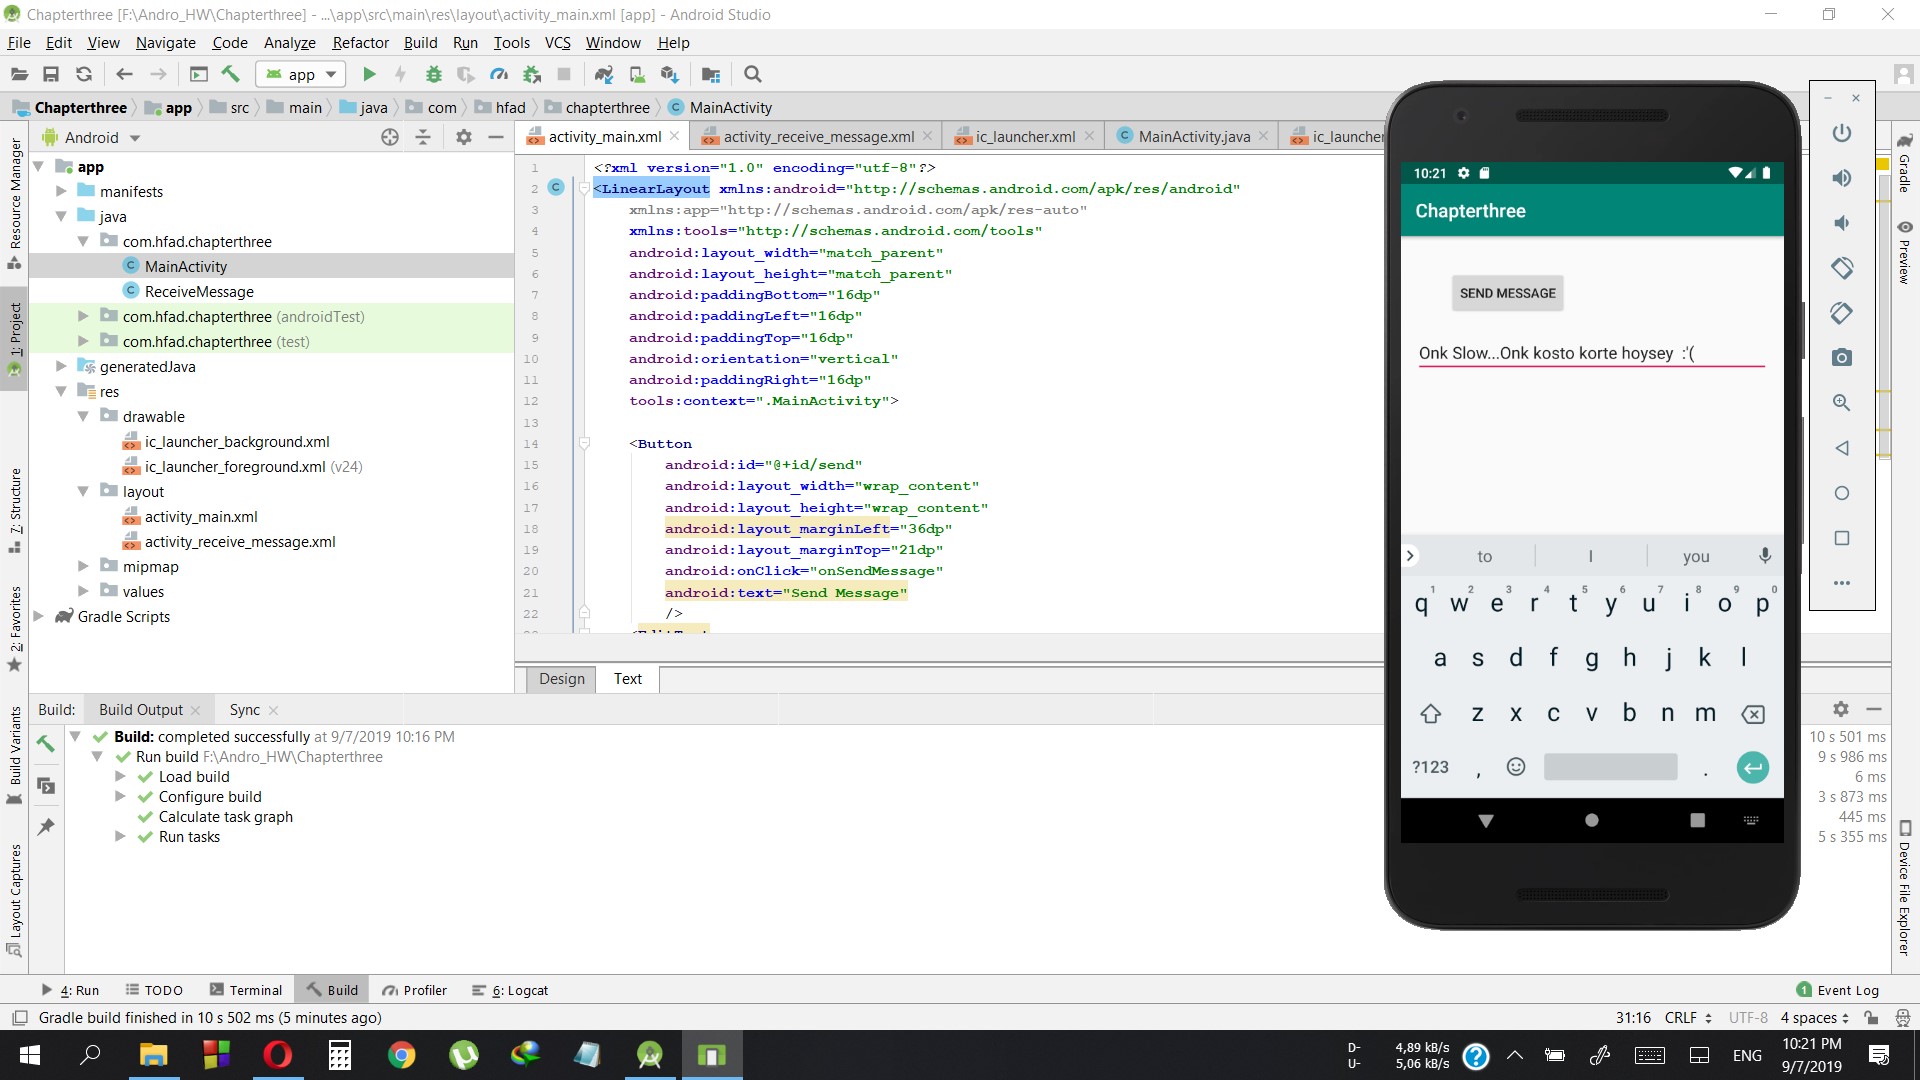 Chapterthree [F:\Andro_HW\Chapterthree] - ...\app\src\main\res\layout\activity_main.xml [app] - Android Studio
File Edit View Navigate Code Analyze Refactor Build Run Tools VCS Window Help
app
Chapterthree app src main java com hfad chapterthree MainActivity
Android
activity_main.xml activity_receive_message.xml ic_launcher.xml MainActivity.java ic_launcher
Resource Manager
1: Project
7: Structure
2: Favorites
Build Variants
Layout Captures
app
manifests
java
com.hfad.chapterthree
MainActivity
ReceiveMessage
com.hfad.chapterthree (androidTest)
com.hfad.chapterthree (test)
generatedJava
res
drawable
ic_launcher_background.xml
ic_launcher_foreground.xml (v24)
layout
activity_main.xml
activity_receive_message.xml
mipmap
values
Gradle Scripts
1 <?xml version="1.0" encoding="utf-8"?>
2 <LinearLayout xmlns:android="http://schemas.android.com/apk/res/android"
3 xmlns:app="http://schemas.android.com/apk/res-auto"
4 xmlns:tools="http://schemas.android.com/tools"
5 android:layout_width="match_parent"
6 android:layout_height="match_parent"
7 android:paddingBottom="16dp"
8 android:paddingLeft="16dp"
9 android:paddingTop="16dp"
10 android:orientation="vertical"
11 android:paddingRight="16dp"
12 tools:context=".MainActivity">
13
14 <Button
15 android:id="@+id/send"
16 android:layout_width="wrap_content"
17 android:layout_height="wrap_content"
18 android:layout_marginLeft="36dp"
19 android:layout_marginTop="21dp"
20 android:onClick="onSendMessage"
21 android:text="Send Message"
22 />
Design Text
10:21
Chapterthree
SEND MESSAGE
Onk Slow...Onk kosto korte hoysey :'(
to I you
q1 w2 e3 r4 t5 y6 u7 i8 o9 p0
a s d f g h j k l
z x c v b n m
?123 , .
Gradle
Preview
Device File Explorer
Build: Build Output Sync
Build: completed successfully at 9/7/2019 10:16 PM 10 s 501 ms
Run build F:\Andro_HW\Chapterthree 9 s 986 ms
Load build 6 ms
Configure build 3 s 873 ms
Calculate task graph 445 ms
Run tasks 5 s 355 ms
4: Run TODO Terminal Build Profiler 6: Logcat 1 Event Log
Gradle build finished in 10 s 502 ms (5 minutes ago) 31:16 CRLF UTF-8 4 spaces
D- 4,89 kB/s
U- 5,06 kB/s
ENG
10:21 PM
9/7/2019